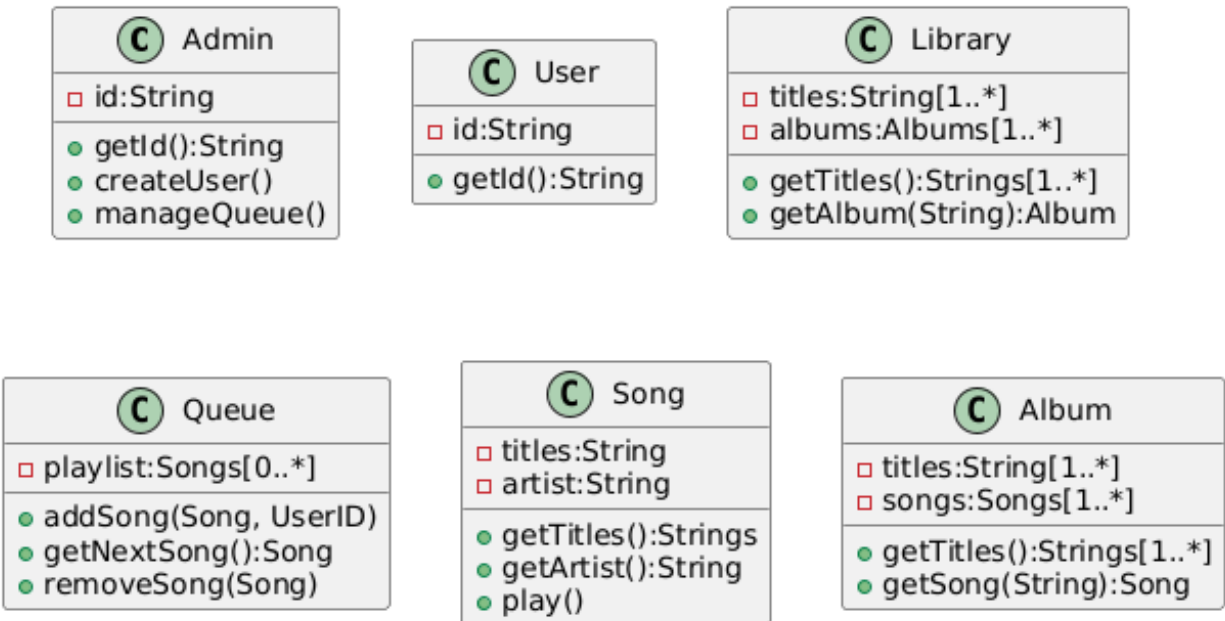 C Admin
id:String
getId():String
createUser()
manageQueue()
C User
id:String
getId():String
C Library
titles:String[1..*]
albums:Albums[1..*]
getTitles():Strings[1..*]
getAlbum(String):Album
C Queue
playlist:Songs[0..*]
addSong(Song, UserID)
getNextSong():Song
removeSong(Song)
C Song
titles:String
artist:String
getTitles():Strings
getArtist():String
play()
C Album
titles:String[1..*]
songs:Songs[1..*]
getTitles():Strings[1..*]
getSong(String):Song